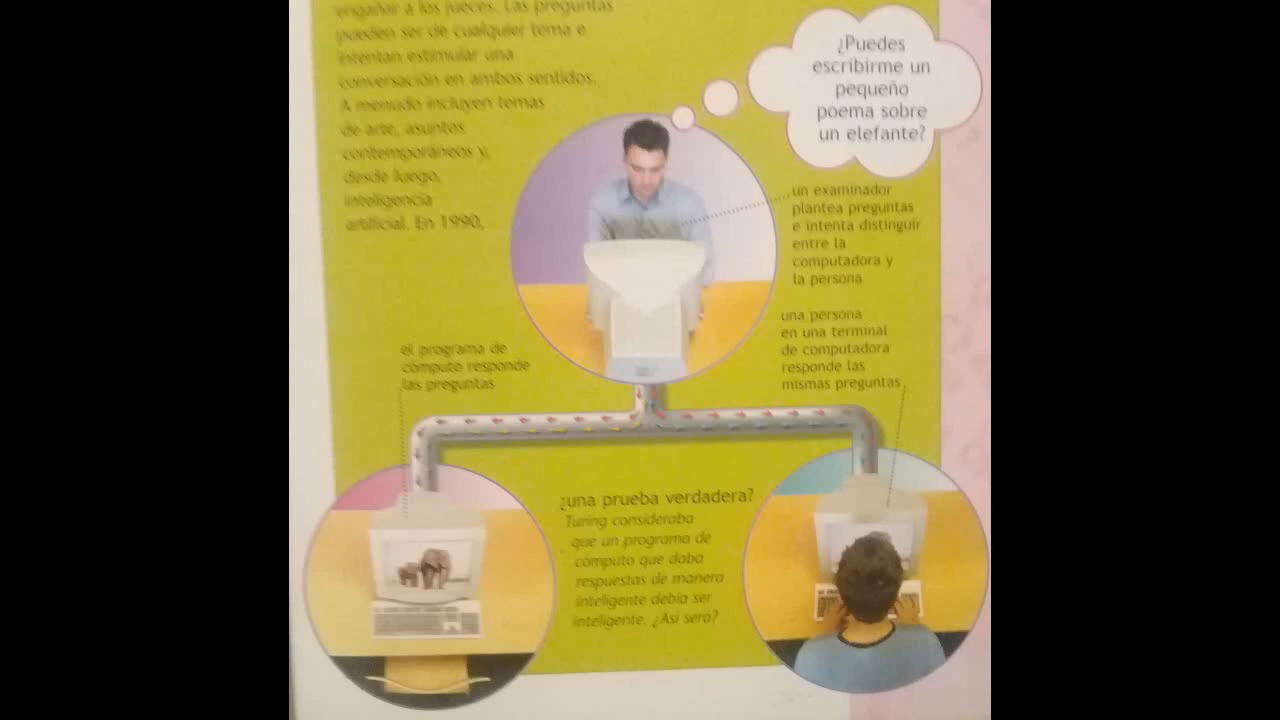 engañar a los jueces. Las preguntas
pueden ser de cualquier tema e
intentan estimular una
conversación en ambos sentidos.
A menudo incluyen temas
de arte, asuntos
contemporáneos y,
desde luego,
inteligencia
artificial. En 1990,
¿Puedes
escribirme un
pequeño
poema sobre
un elefante?
un examinador
plantea preguntas
e intenta distinguir
entre la
computadora y
la persona
una persona
en una terminal
de computadora
responde las
mismas preguntas
el programa de
cómputo responde
las preguntas
¿una prueba verdadera?
Turing consideraba
que un programa de
cómputo que daba
respuestas de manera
inteligente debía ser
inteligente. ¿Así será?